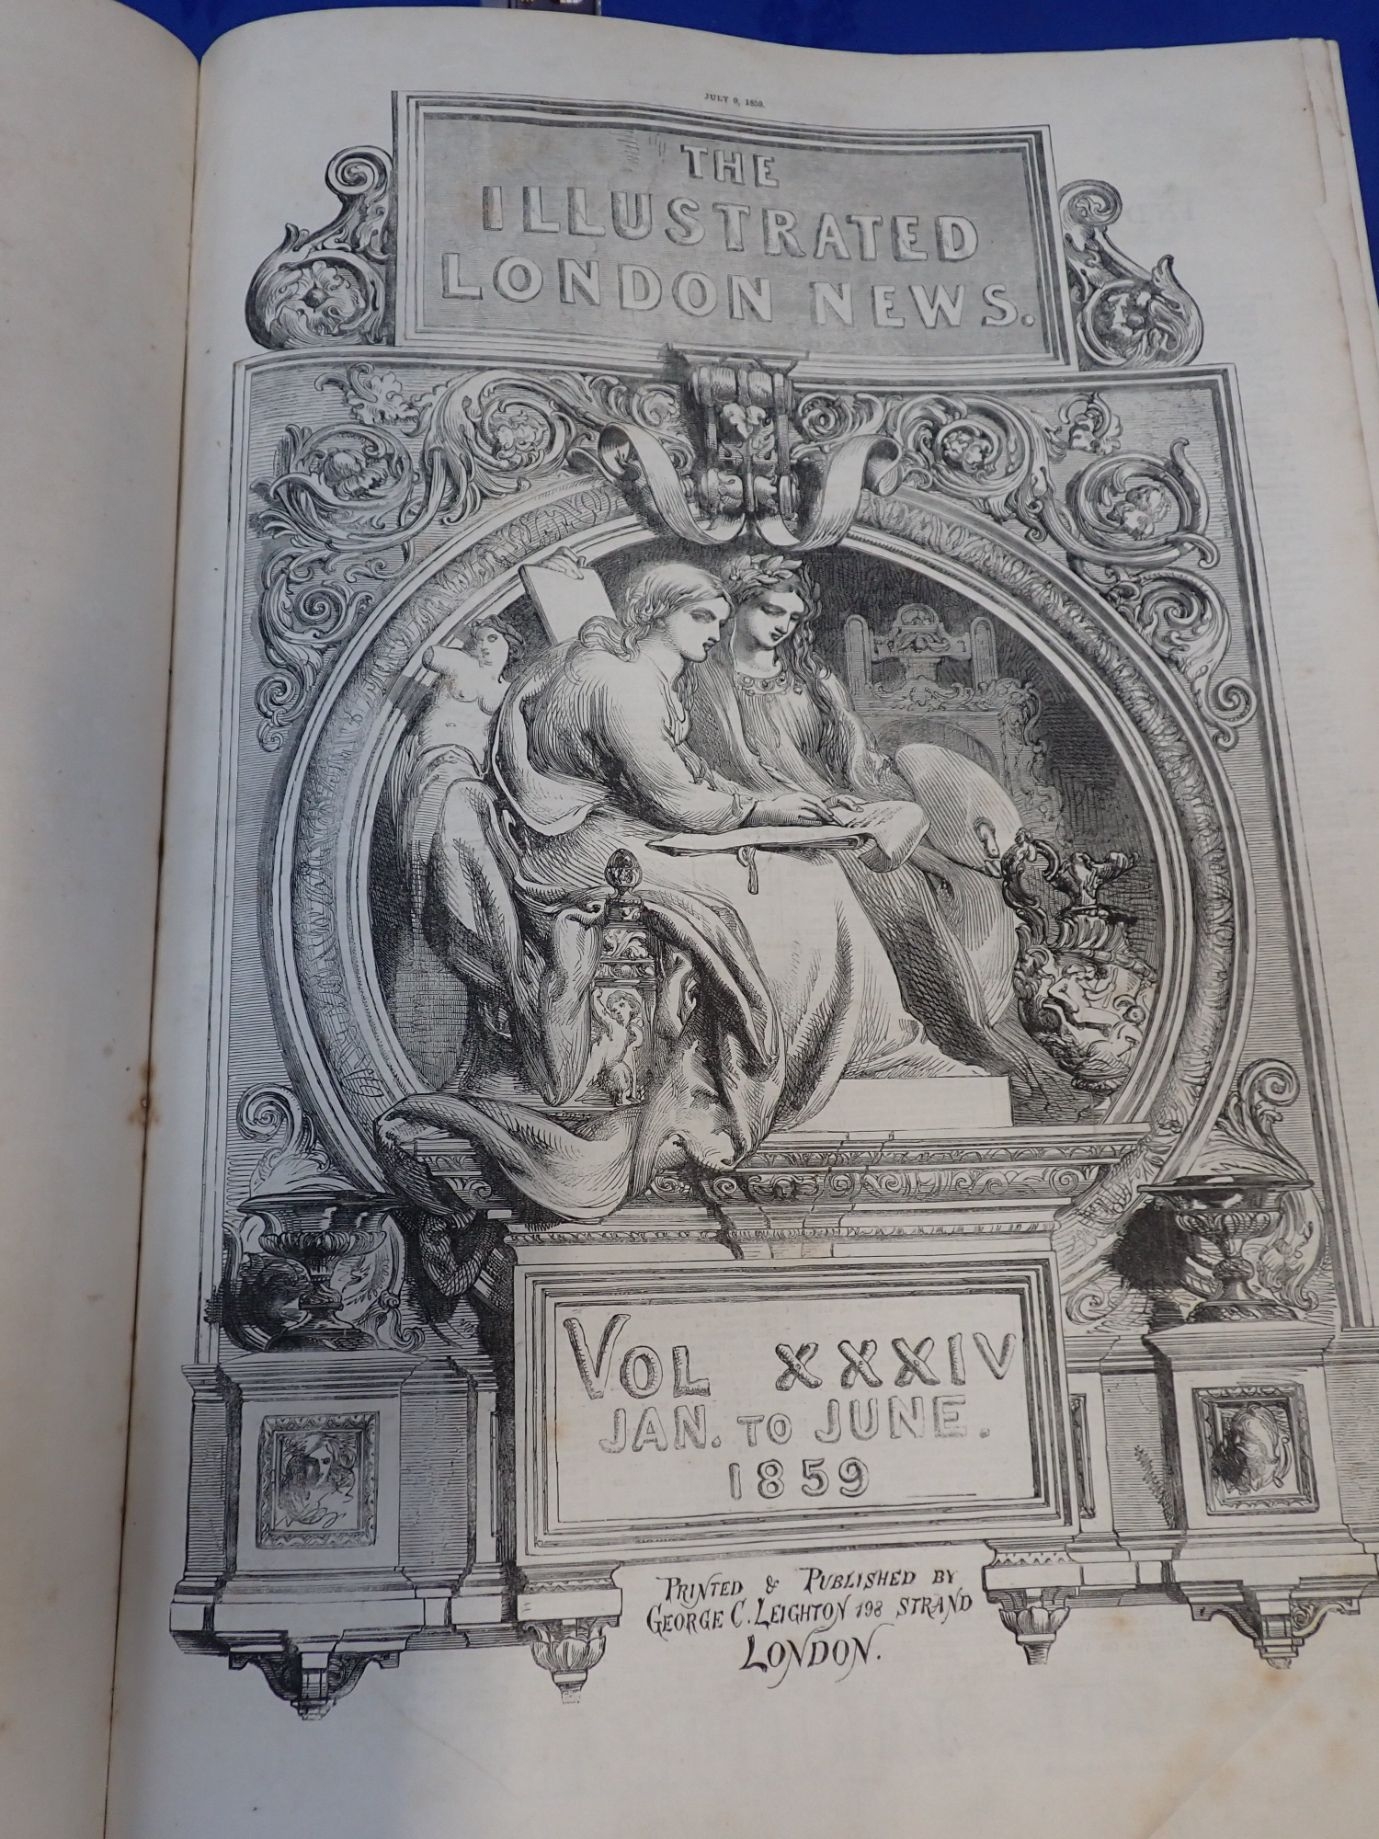 JULY 9, 1859.
THE
ILLUSTRATED
LONDON NEWS.
VOL XXXIV
JAN. TO JUNE.
1859
PRINTED & PUBLISHED BY
GEORGE C. LEIGHTON 198 STRAND
LONDON.